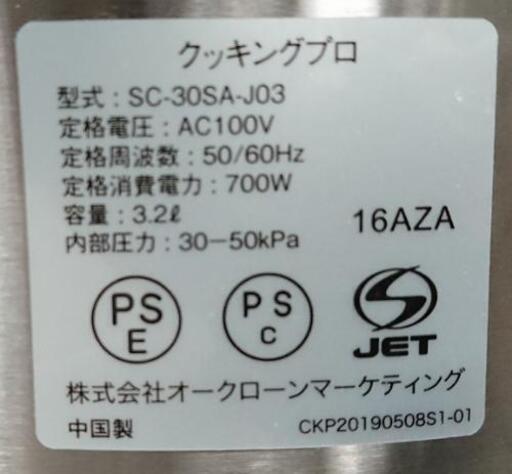 クッキングプロ
型式：SC-30SA-J03
定格電圧：AC100V
定格周波数：50/60Hz
定格消費電力：700W
容量：3.2ℓ
内部圧力：30－50kPa
16AZA
PS
E
PS
C
JET
株式会社オークローンマーケティング
中国製
CKP20190508S1-01